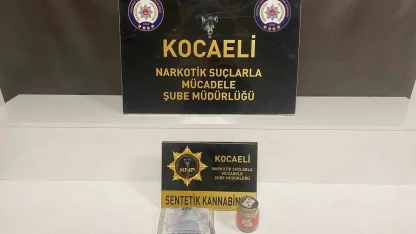 KOCAELİ
NARKOTİK SUÇLARLA
MÜCADELE
ŞUBE MÜDÜRLÜĞÜ
KOCAELİ
NARKOTİK SUÇLARLA
MÜCADELE
ŞUBE MÜDÜRLÜĞÜ
SENTETİK KANNABİN